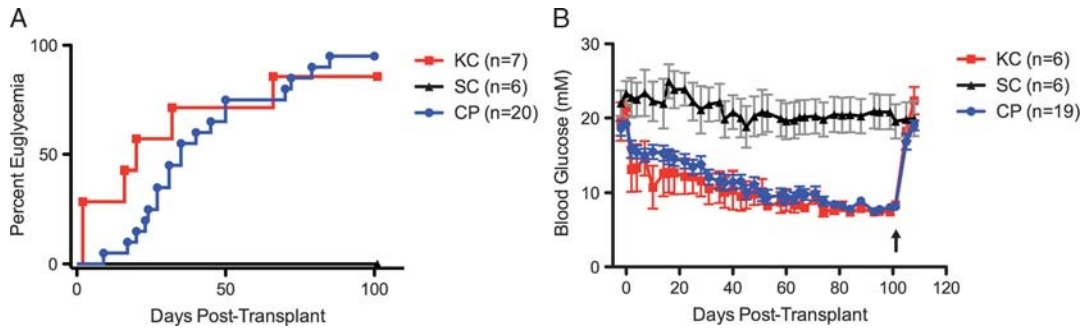 A
Percent Euglycemia
100
50
0
0
50
100
Days Post-Transplant
KC (n=7)
SC (n=6)
CP (n=20)
B
Blood Glucose (mM)
30
20
10
0
0
20
40
60
80
100
120
Days Post-Transplant
KC (n=6)
SC (n=6)
CP (n=19)